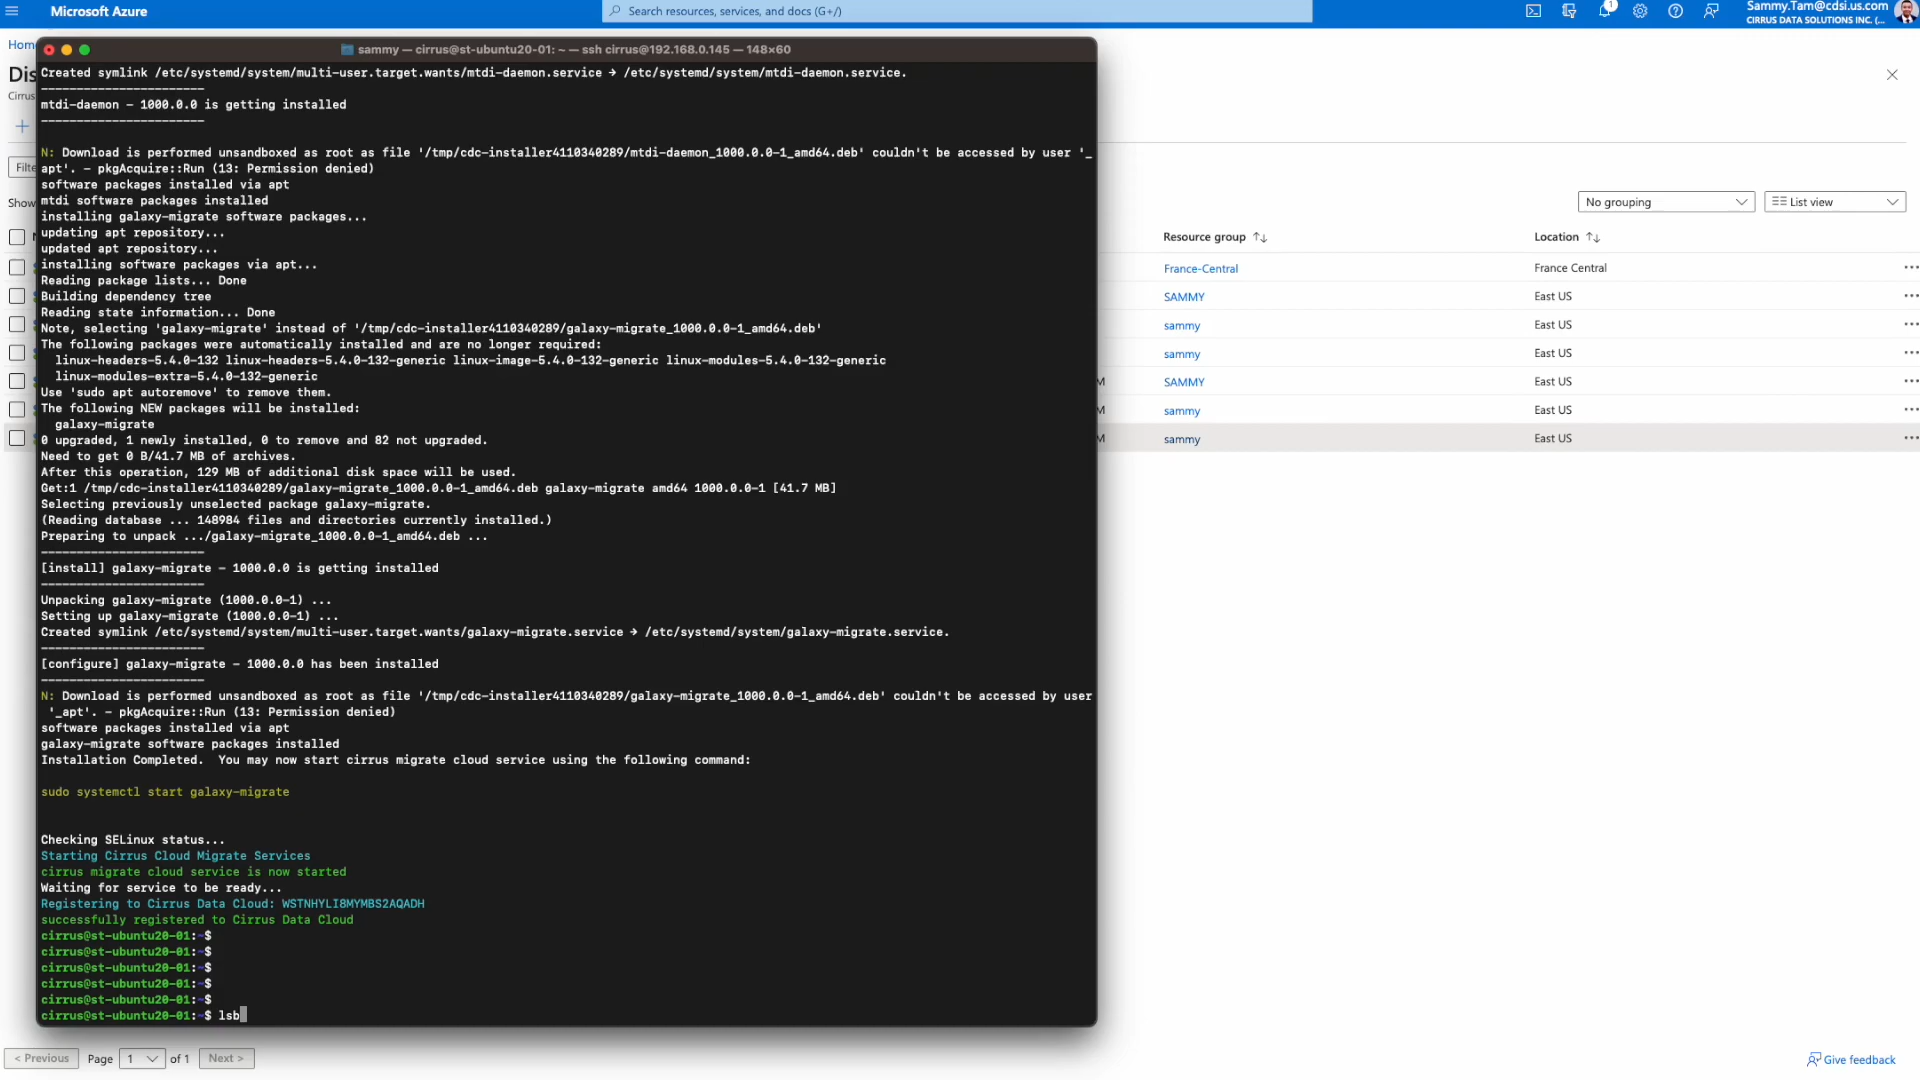 Microsoft Azure
Search resources, services, and docs (G+/)
1
Sammy.Tam@cdsi.us.com
CIRRUS DATA SOLUTIONS INC. (...
Hom
Dis
Cirrus
Filte
Show
sammy — cirrus@st-ubuntu20-01: ~ — ssh cirrus@192.168.0.145 — 148×60
Created symlink /etc/systemd/system/multi-user.target.wants/mtdi-daemon.service → /etc/systemd/system/mtdi-daemon.service.
-----------------------
mtdi-daemon - 1000.0.0 is getting installed
-----------------------
N: Download is performed unsandboxed as root as file '/tmp/cdc-installer4110340289/mtdi-daemon_1000.0.0-1_amd64.deb' couldn't be accessed by user '_
apt'. - pkgAcquire::Run (13: Permission denied)
software packages installed via apt
mtdi software packages installed
installing galaxy-migrate software packages...
updating apt repository...
updated apt repository...
installing software packages via apt...
Reading package lists... Done
Building dependency tree
Reading state information... Done
Note, selecting 'galaxy-migrate' instead of '/tmp/cdc-installer4110340289/galaxy-migrate_1000.0.0-1_amd64.deb'
The following packages were automatically installed and are no longer required:
  linux-headers-5.4.0-132 linux-headers-5.4.0-132-generic linux-image-5.4.0-132-generic linux-modules-5.4.0-132-generic
  linux-modules-extra-5.4.0-132-generic
Use 'sudo apt autoremove' to remove them.
The following NEW packages will be installed:
  galaxy-migrate
0 upgraded, 1 newly installed, 0 to remove and 82 not upgraded.
Need to get 0 B/41.7 MB of archives.
After this operation, 129 MB of additional disk space will be used.
Get:1 /tmp/cdc-installer4110340289/galaxy-migrate_1000.0.0-1_amd64.deb galaxy-migrate amd64 1000.0.0-1 [41.7 MB]
Selecting previously unselected package galaxy-migrate.
(Reading database ... 148984 files and directories currently installed.)
Preparing to unpack .../galaxy-migrate_1000.0.0-1_amd64.deb ...
-----------------------
[install] galaxy-migrate - 1000.0.0 is getting installed
-----------------------
Unpacking galaxy-migrate (1000.0.0-1) ...
Setting up galaxy-migrate (1000.0.0-1) ...
Created symlink /etc/systemd/system/multi-user.target.wants/galaxy-migrate.service → /etc/systemd/system/galaxy-migrate.service.
-----------------------
[configure] galaxy-migrate - 1000.0.0 has been installed
-----------------------
N: Download is performed unsandboxed as root as file '/tmp/cdc-installer4110340289/galaxy-migrate_1000.0.0-1_amd64.deb' couldn't be accessed by user
 '_apt'. - pkgAcquire::Run (13: Permission denied)
software packages installed via apt
galaxy-migrate software packages installed
Installation Completed.  You may now start cirrus migrate cloud service using the following command:
sudo systemctl start galaxy-migrate
Checking SELinux status...
Starting Cirrus Cloud Migrate Services
cirrus migrate cloud service is now started
Waiting for service to be ready...
Registering to Cirrus Data Cloud: WSTNHYLI8MYMBS2AQADH
successfully registered to Cirrus Data Cloud
cirrus@st-ubuntu20-01:~$
cirrus@st-ubuntu20-01:~$
cirrus@st-ubuntu20-01:~$
cirrus@st-ubuntu20-01:~$
cirrus@st-ubuntu20-01:~$
cirrus@st-ubuntu20-01:~$ lsb
No grouping
List view
Resource group
Location
France-Central
France Central
SAMMY
East US
sammy
East US
sammy
East US
M
SAMMY
East US
M
sammy
East US
M
sammy
East US
< Previous
Page
1
of 1
Next >
Give feedback